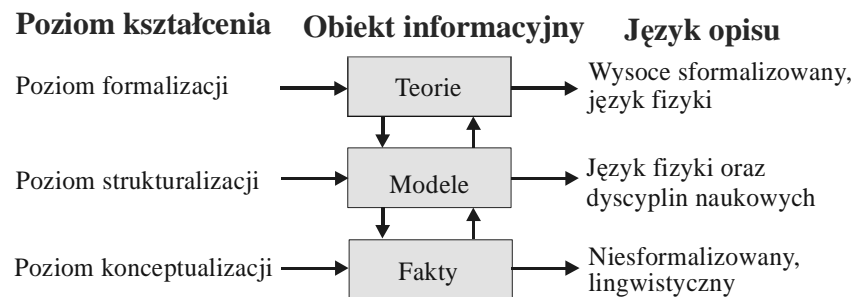 Poziom kształcenia Obiekt informacyjny Język opisu
Poziom formalizacji Teorie Wysoce sformalizowany,
język fizyki
Poziom strukturalizacji Modele Język fizyki oraz
dyscyplin naukowych
Poziom konceptualizacji Fakty Niesformalizowany,
lingwistyczny